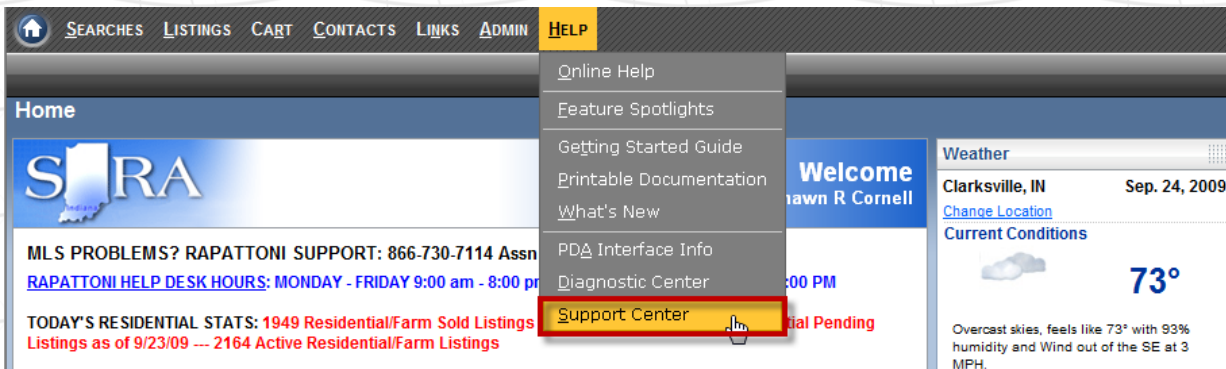 SEARCHES LISTINGS CART CONTACTS LINKS ADMIN HELP
Online Help
Feature Spotlights
Getting Started Guide
Printable Documentation
What's New
PDA Interface Info
Diagnostic Center
Support Center
Home
S RA
Indiana
Welcome
hawn R Cornell
MLS PROBLEMS? RAPATTONI SUPPORT: 866-730-7114 Assn
RAPATTONI HELP DESK HOURS: MONDAY - FRIDAY 9:00 am - 8:00 pm :00 PM
TODAY'S RESIDENTIAL STATS: 1949 Residential/Farm Sold Listings tial Pending
Listings as of 9/23/09 --- 2164 Active Residential/Farm Listings
Weather
Clarksville, IN Sep. 24, 2009
Change Location
Current Conditions
73°
Overcast skies, feels like 73° with 93%
humidity and Wind out of the SE at 3
MPH.